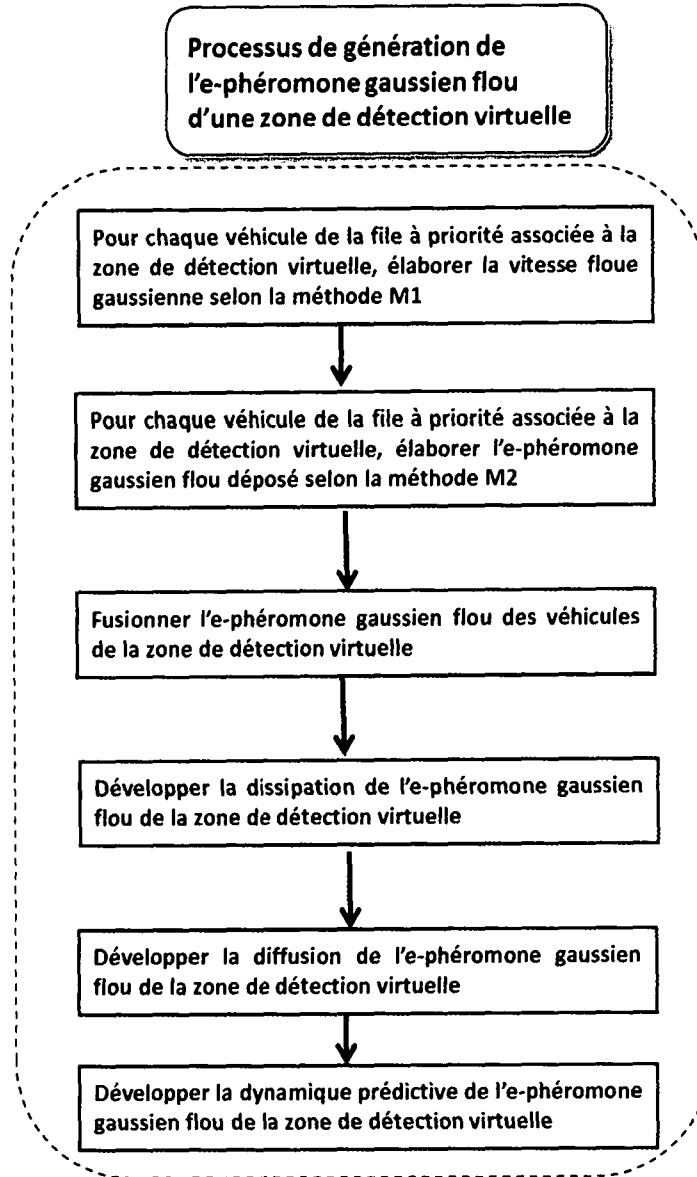 Processus de génération de
l'e-phéromone gaussien flou
d'une zone de détection virtuelle
Pour chaque véhicule de la file à priorité associée à la
zone de détection virtuelle, élaborer la vitesse floue
gaussienne selon la méthode M1
Pour chaque véhicule de la file à priorité associée à la
zone de détection virtuelle, élaborer l'e-phéromone
gaussien flou déposé selon la méthode M2
Fusionner l'e-phéromone gaussien flou des véhicules
de la zone de détection virtuelle
Développer la dissipation de l'e-phéromone gaussien
flou de la zone de détection virtuelle
Développer la diffusion de l'e-phéromone gaussien
flou de la zone de détection virtuelle
Développer la dynamique prédictive de l'e-phéromone
gaussien flou de la zone de détection virtuelle